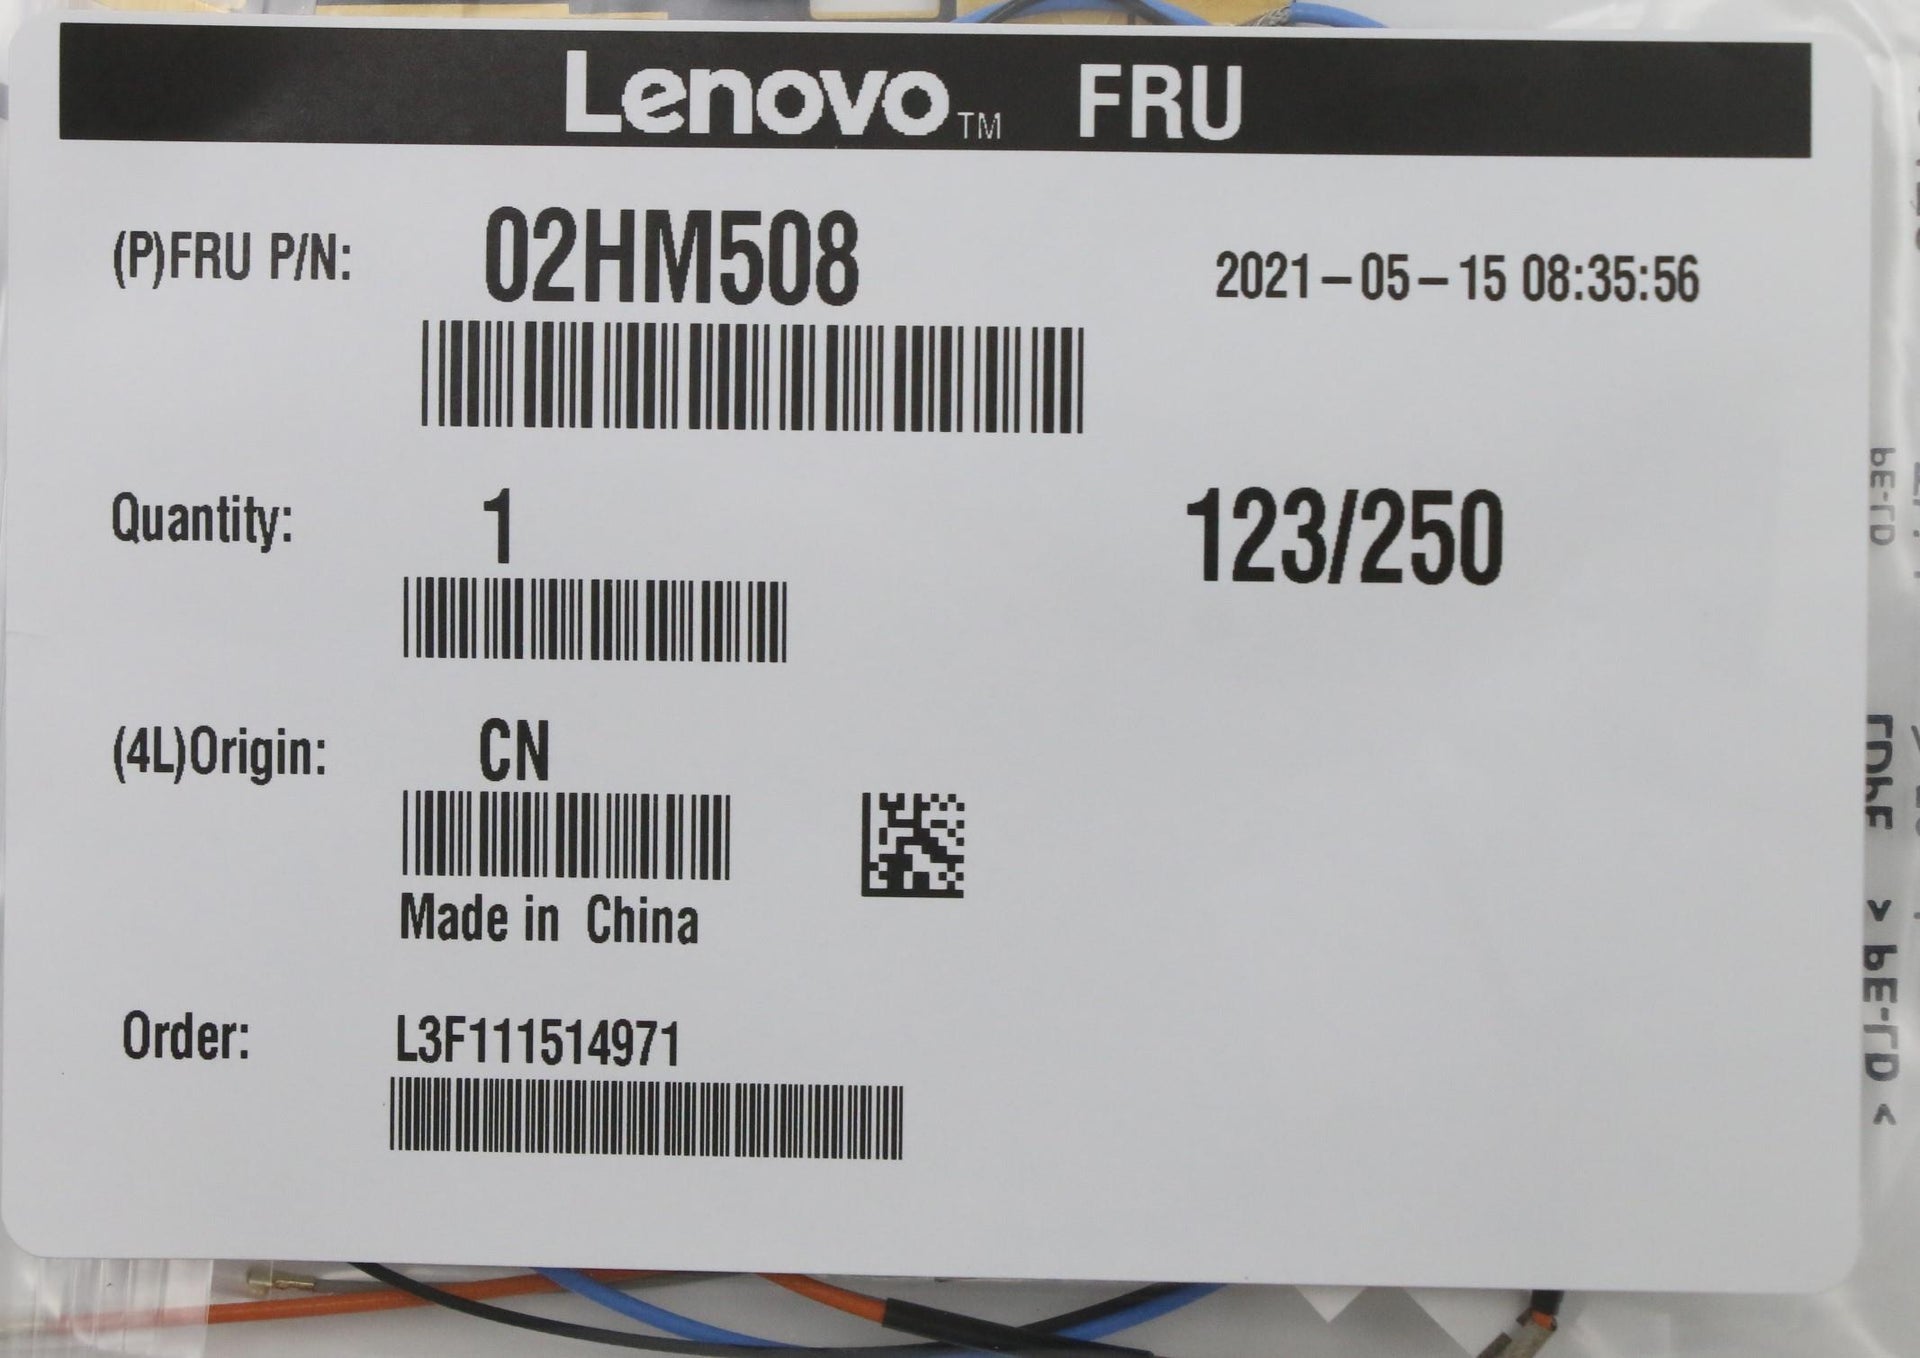 Lenovo™ FRU
(P)FRU P/N: 02HM508 2021-05-15 08:35:56
Quantity: 1 123/250
(4L)Origin: CN
Made in China
Order: L3F111514971